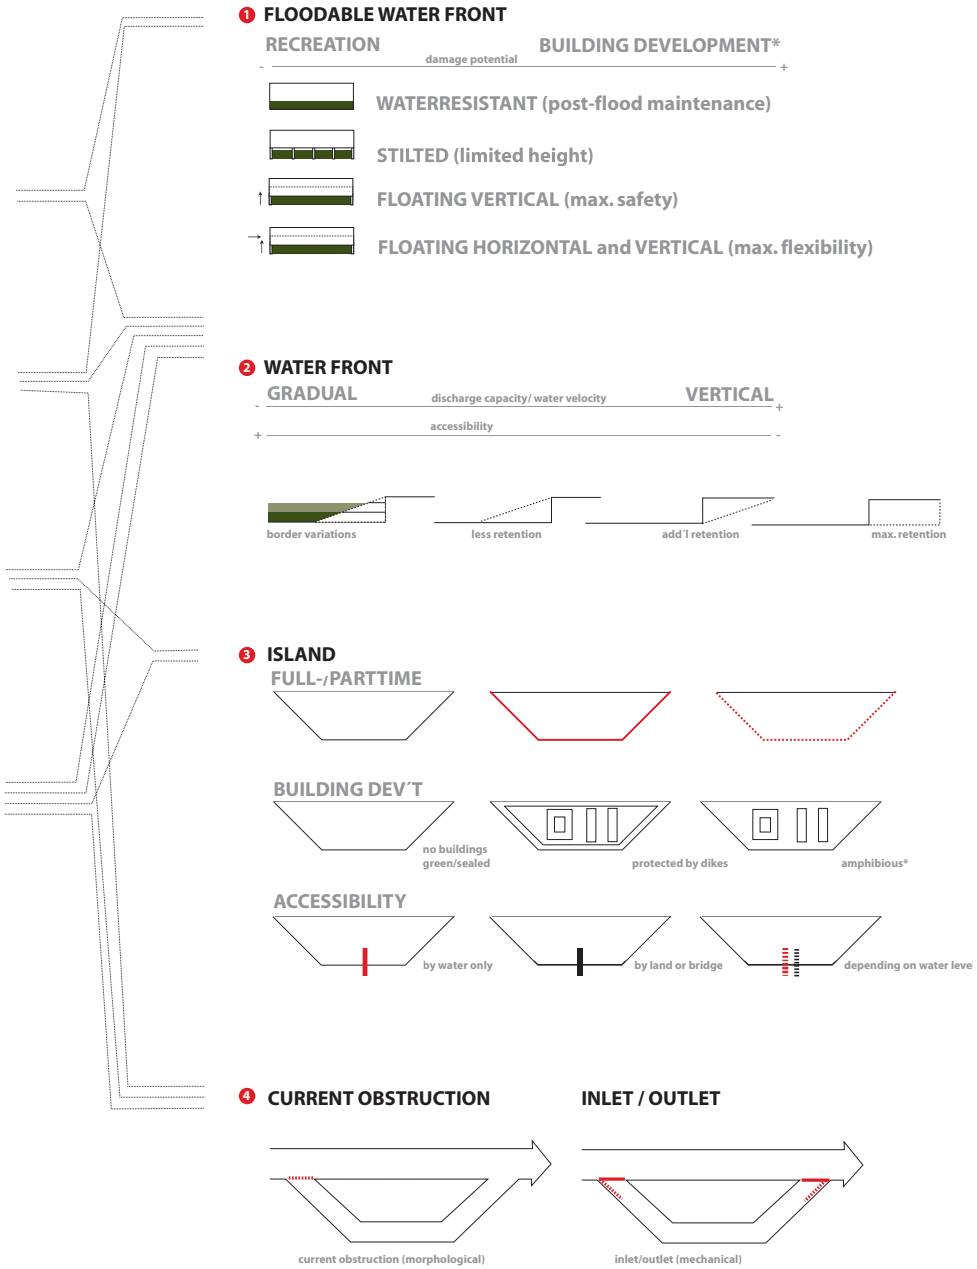 1 FLOODABLE WATER FRONT
RECREATION BUILDING DEVELOPMENT*
damage potential
- +
WATERRESISTANT (post-flood maintenance)
STILTED (limited height)
FLOATING VERTICAL (max. safety)
FLOATING HORIZONTAL and VERTICAL (max. flexibility)
2 WATER FRONT
GRADUAL discharge capacity/ water velocity VERTICAL
- +
accessibility
+ -
border variations less retention add´l retention max. retention
3 ISLAND
FULL-/PARTTIME
BUILDING DEV´T
no buildings
green/sealed protected by dikes amphibious*
ACCESSIBILITY
by water only by land or bridge depending on water level
4 CURRENT OBSTRUCTION INLET / OUTLET
current obstruction (morphological) inlet/outlet (mechanical)